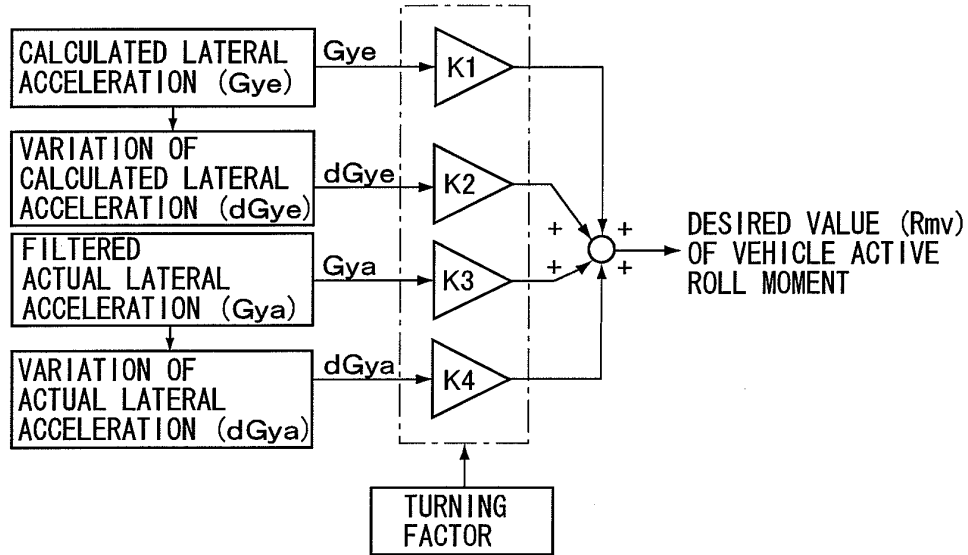 CALCULATED LATERAL
ACCELERATION (Gye)
Gye
K1
VARIATION OF
CALCULATED LATERAL
ACCELERATION (dGye)
dGye
K2
FILTERED
ACTUAL LATERAL
ACCELERATION (Gya)
Gya
K3
VARIATION OF
ACTUAL LATERAL
ACCELERATION (dGya)
dGya
K4
+ +
+ +
DESIRED VALUE (Rmv)
OF VEHICLE ACTIVE
ROLL MOMENT
TURNING
FACTOR